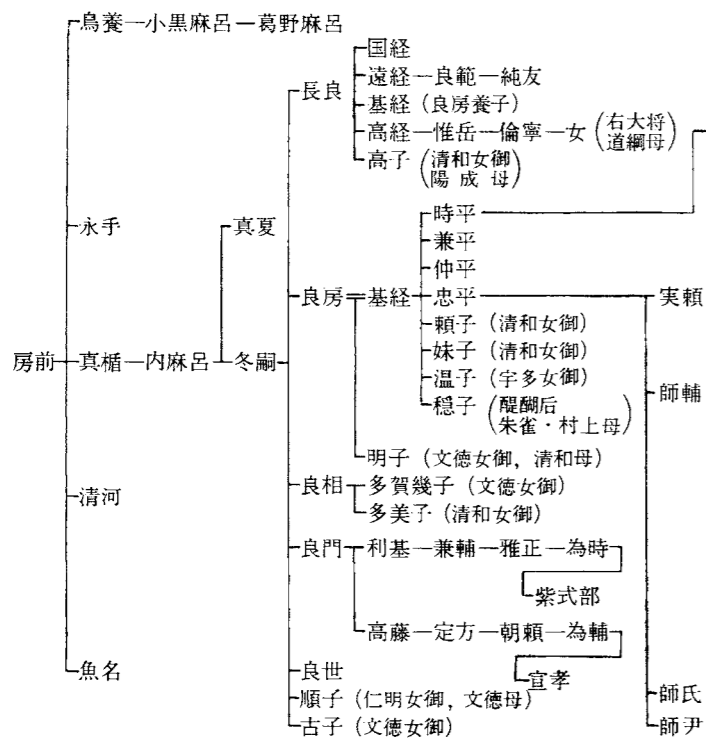 鳥養―小黒麻呂―葛野麻呂
国経
長良
遠経―良範―純友
基経(良房養子)
高経―惟岳―倫寧―女(右大将道綱母)
高子(清和女御 陽成母)
時平
永手
真夏
兼平
仲平
良房=基経
忠平
実頼
頼子(清和女御)
房前
真楯―内麻呂
冬嗣
妹子(清和女御)
温子(宇多女御)
師輔
穏子(醍醐后 朱雀・村上母)
明子(文徳女御,清和母)
清河
良相
多賀幾子(文徳女御)
多美子(清和女御)
良門
利基―兼輔―雅正―為時
紫式部
高藤―定方―朝頼―為輔
魚名
良世
宣孝
順子(仁明女御,文徳母)
師氏
古子(文徳女御)
師尹